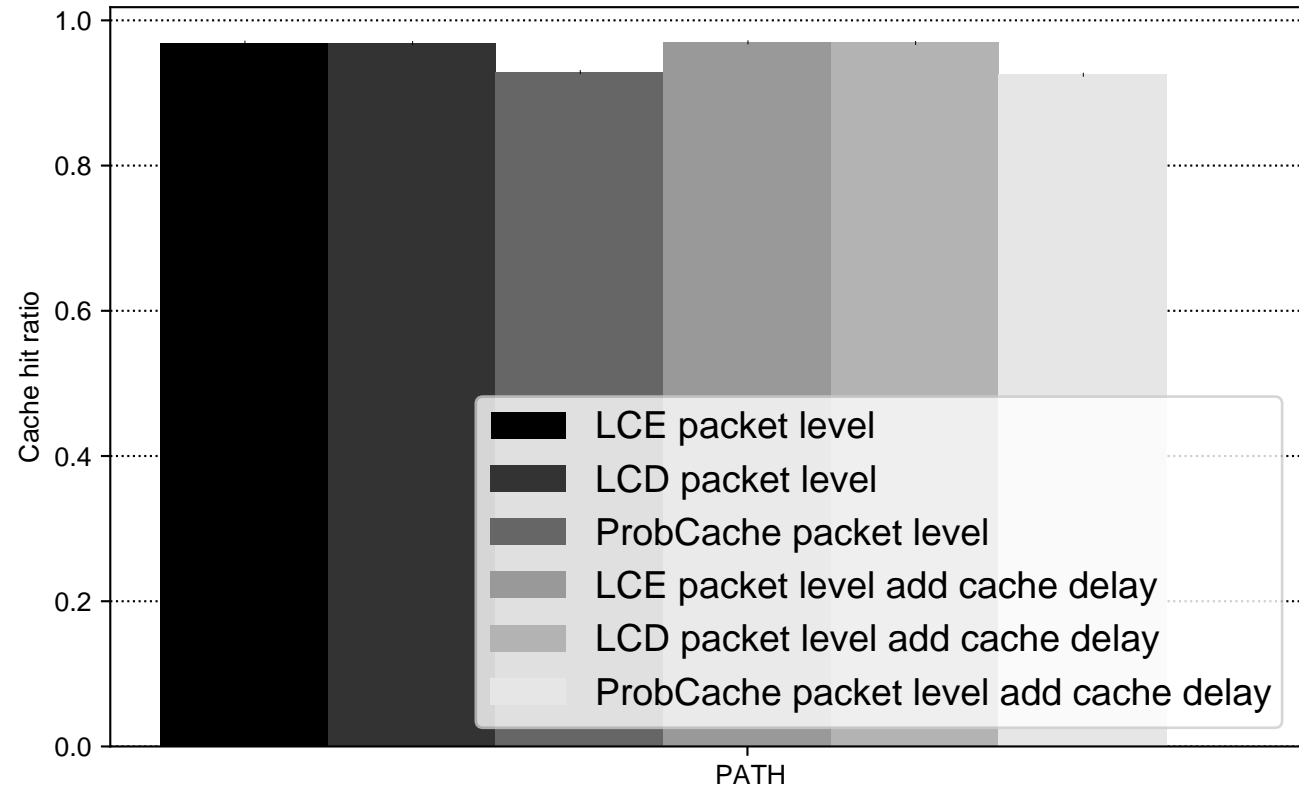 1.0
0.8
0.6
0.4
0.2
0.0
Cache hit ratio
LCE packet level
LCD packet level
ProbCache packet level
LCE packet level add cache delay
LCD packet level add cache delay
ProbCache packet level add cache delay
PATH